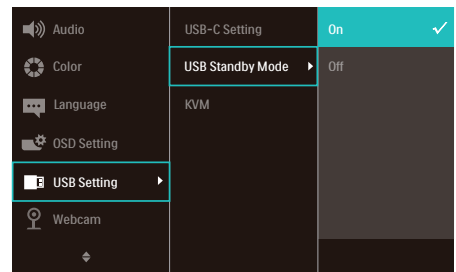 Audio
Color
Language
OSD Setting
USB Setting
Webcam
USB-C Setting
USB Standby Mode
KVM
On
Off